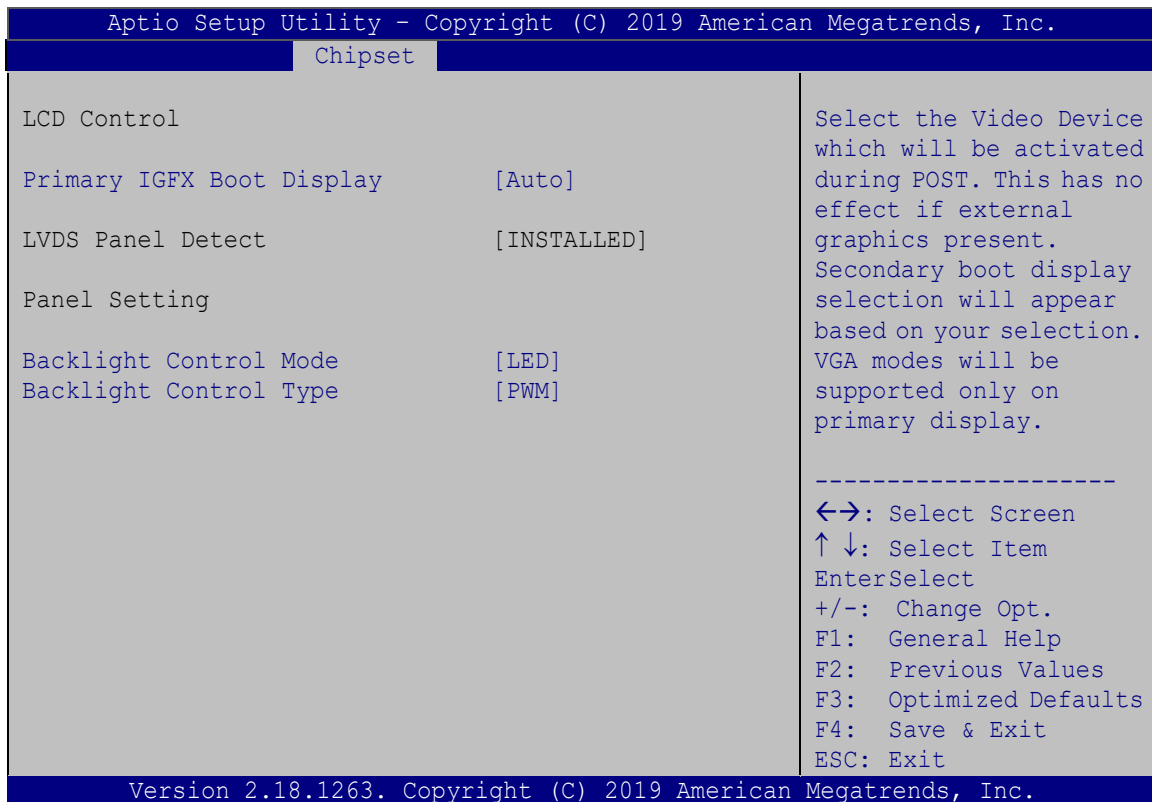 Aptio Setup Utility – Copyright (C) 2019 American Megatrends, Inc.
Chipset
LCD Control
Primary IGFX Boot Display [Auto]
LVDS Panel Detect [INSTALLED]
Panel Setting
Backlight Control Mode [LED]
Backlight Control Type [PWM]
Select the Video Device
which will be activated
during POST. This has no
effect if external
graphics present.
Secondary boot display
selection will appear
based on your selection.
VGA modes will be
supported only on
primary display.
----------------------
←→: Select Screen
↑ ↓: Select Item
EnterSelect
+/-: Change Opt.
F1: General Help
F2: Previous Values
F3: Optimized Defaults
F4: Save & Exit
ESC: Exit
Version 2.18.1263. Copyright (C) 2019 American Megatrends, Inc.